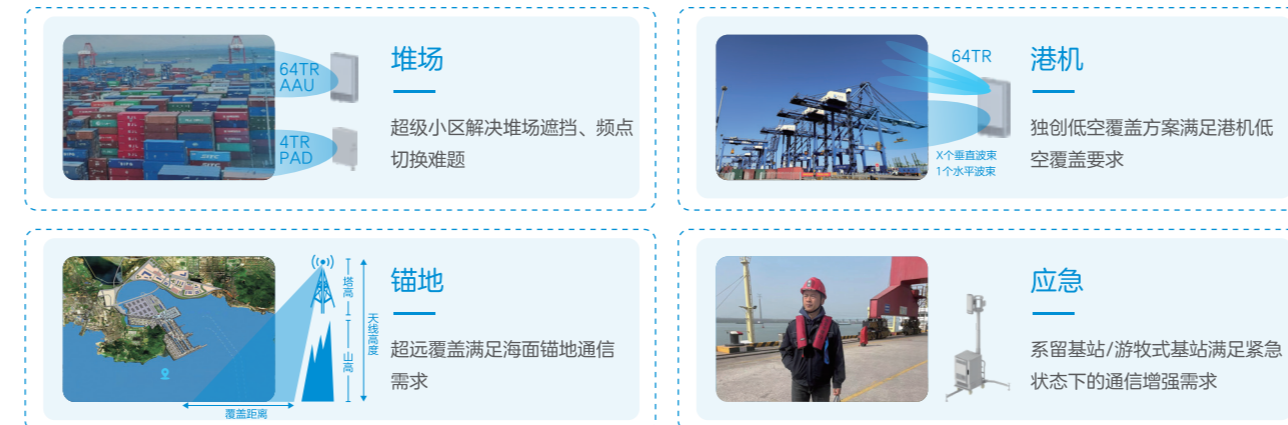 64TR
AAU
4TR
PAD
堆场
超级小区解决堆场遮挡、频点
切换难题
64TR
X个垂直波束
1个水平波束
港机
独创低空覆盖方案满足港机低
空覆盖要求
塔高
山高
天线高度
覆盖距离
锚地
超远覆盖满足海面锚地通信
需求
应急
系留基站/游牧式基站满足紧急
状态下的通信增强需求